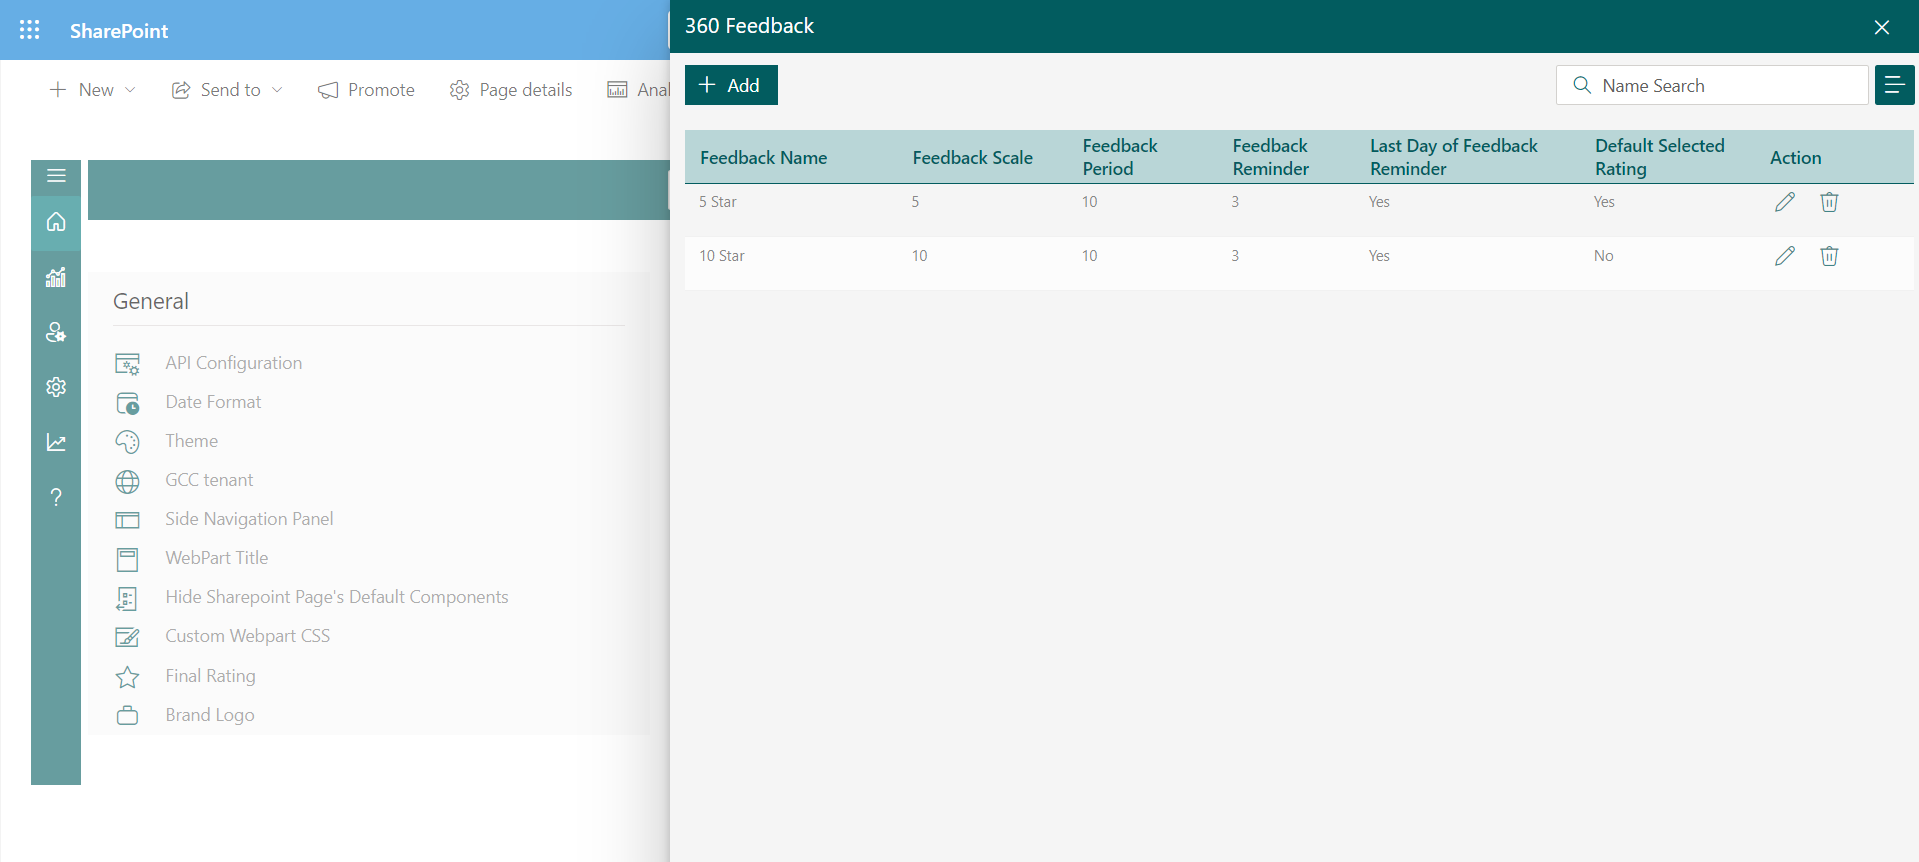 SharePoint
New
Send to
Promote
Page details
Anal
General
API Configuration
Date Format
Theme
GCC tenant
Side Navigation Panel
WebPart Title
Hide Sharepoint Page's Default Components
Custom Webpart CSS
Final Rating
Brand Logo
360 Feedback
Add
Name Search
Feedback Name Feedback Scale Feedback Period Feedback Reminder Last Day of Feedback Reminder Default Selected Rating Action
5 Star 5 10 3 Yes Yes
10 Star 10 10 3 Yes No